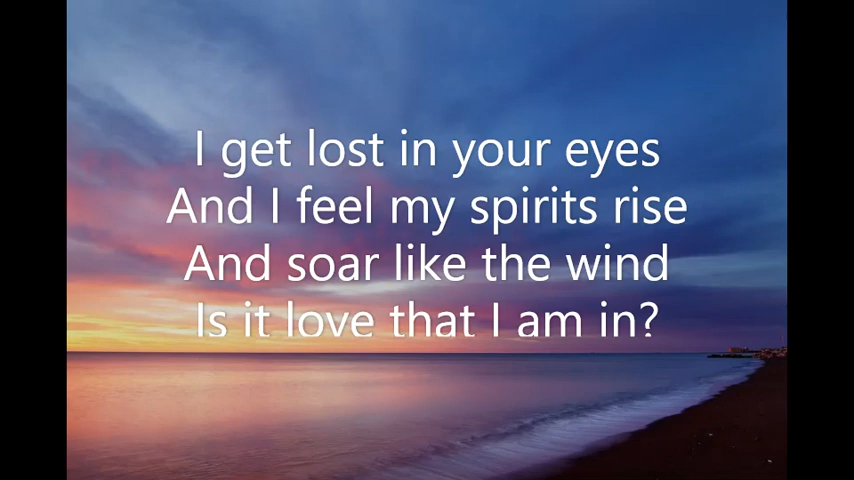 I get lost in your eyes
And I feel my spirits rise
And soar like the wind
Is it love that I am in?